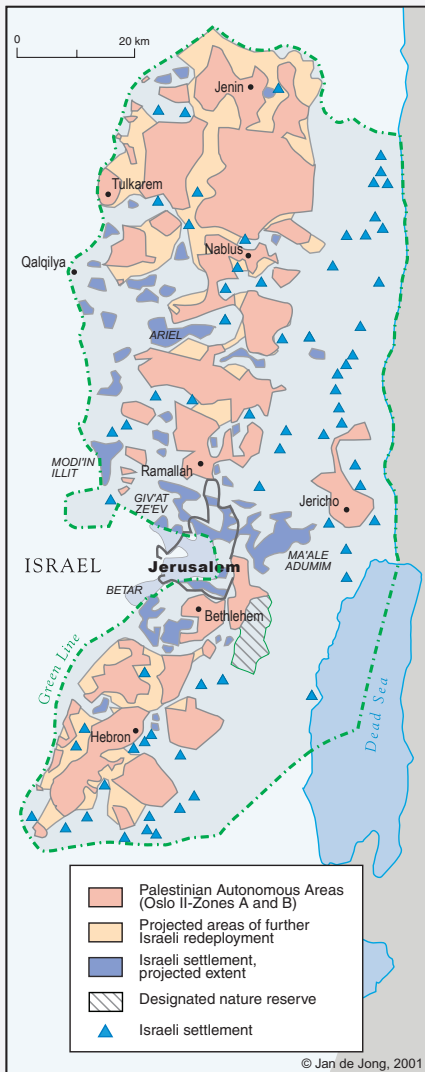 0 20 km
Jenin
Tulkarem
Nablus
Qalqilya
ARIEL
MODI'IN
ILLIT
Ramallah
GIV'AT
ZE'EV
Jericho
ISRAEL
Jerusalem
MA'ALE
ADUMIM
BETAR
Bethlehem
Green Line
Dead Sea
Hebron
Palestinian Autonomous Areas
(Oslo II-Zones A and B)
Projected areas of further
Israeli redeployment
Israeli settlement,
projected extent
Designated nature reserve
Israeli settlement
© Jan de Jong, 2001